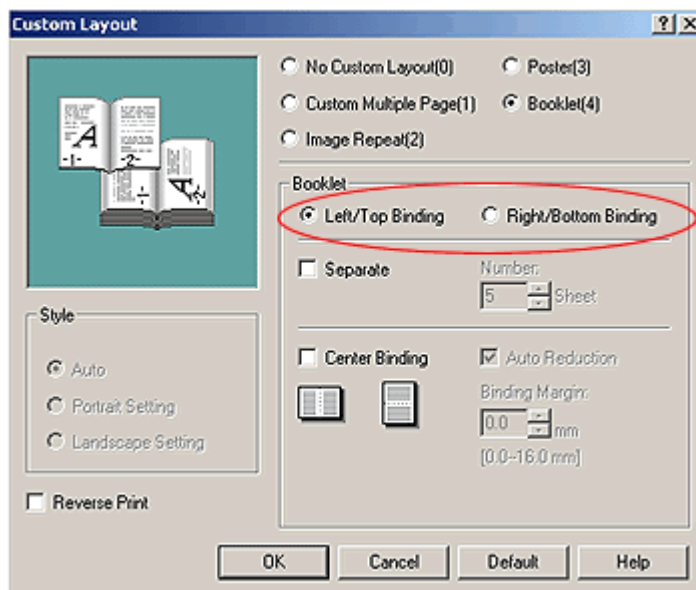 Custom Layout
No Custom Layout(0)
Poster(3)
Custom Multiple Page(1)
Booklet(4)
Image Repeat(2)
A
-1-
-2-
Booklet
Left/Top Binding
Right/Bottom Binding
Separate
Number:
5
Sheet
Style
Auto
Portrait Setting
Landscape Setting
Center Binding
Auto Reduction
Binding Margin:
0.0
mm
[0.0~16.0 mm]
Reverse Print
OK
Cancel
Default
Help